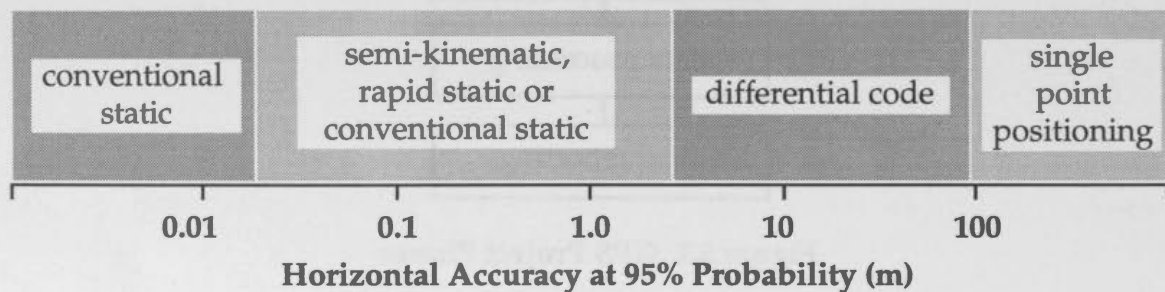 conventional
static
semi-kinematic,
rapid static or
conventional static
differential code
single
point
positioning
0.01 0.1 1.0 10 100
Horizontal Accuracy at 95% Probability (m)